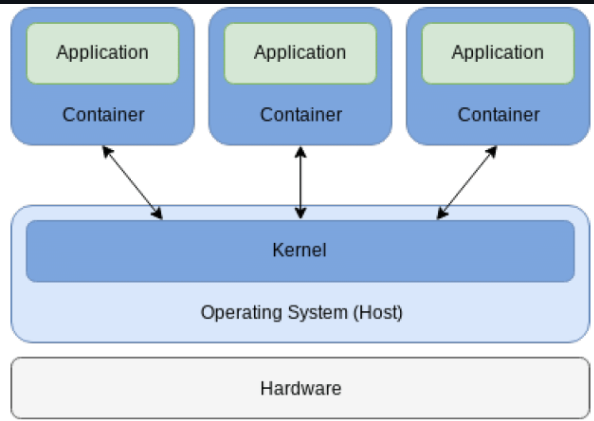 Application
Application
Application
Container
Container
Container
Kernel
Operating System (Host)
Hardware